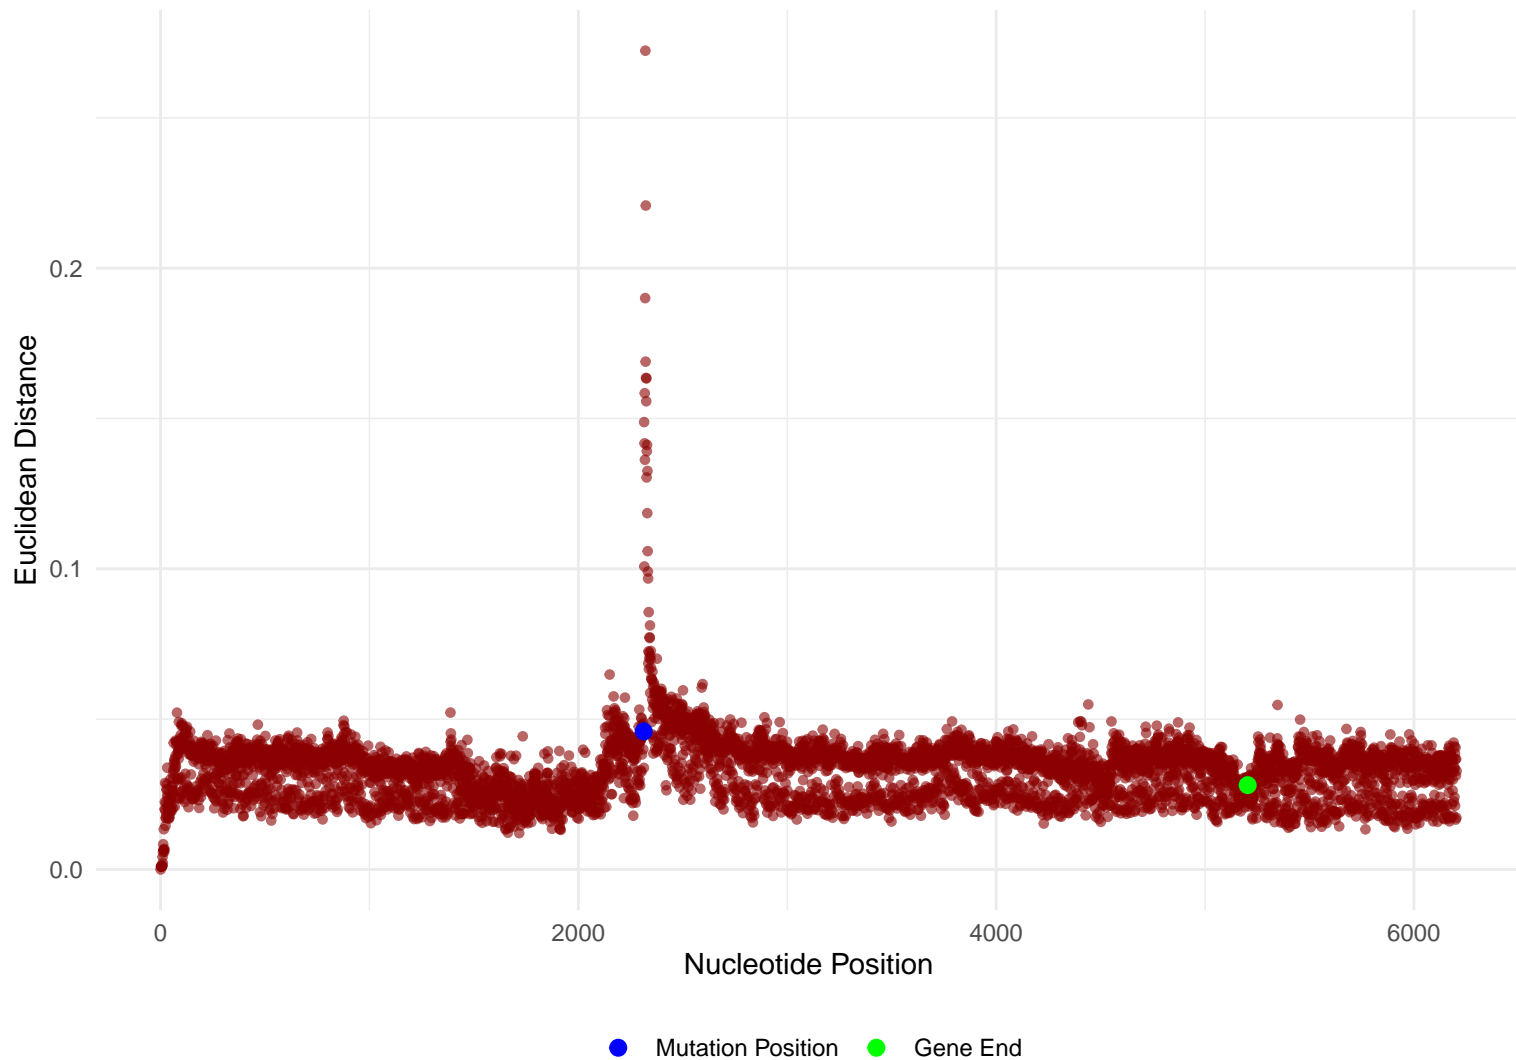 Euclidean Distance
0.2
0.1
0.0
0
2000
4000
6000
Nucleotide Position
Mutation Position
Gene End